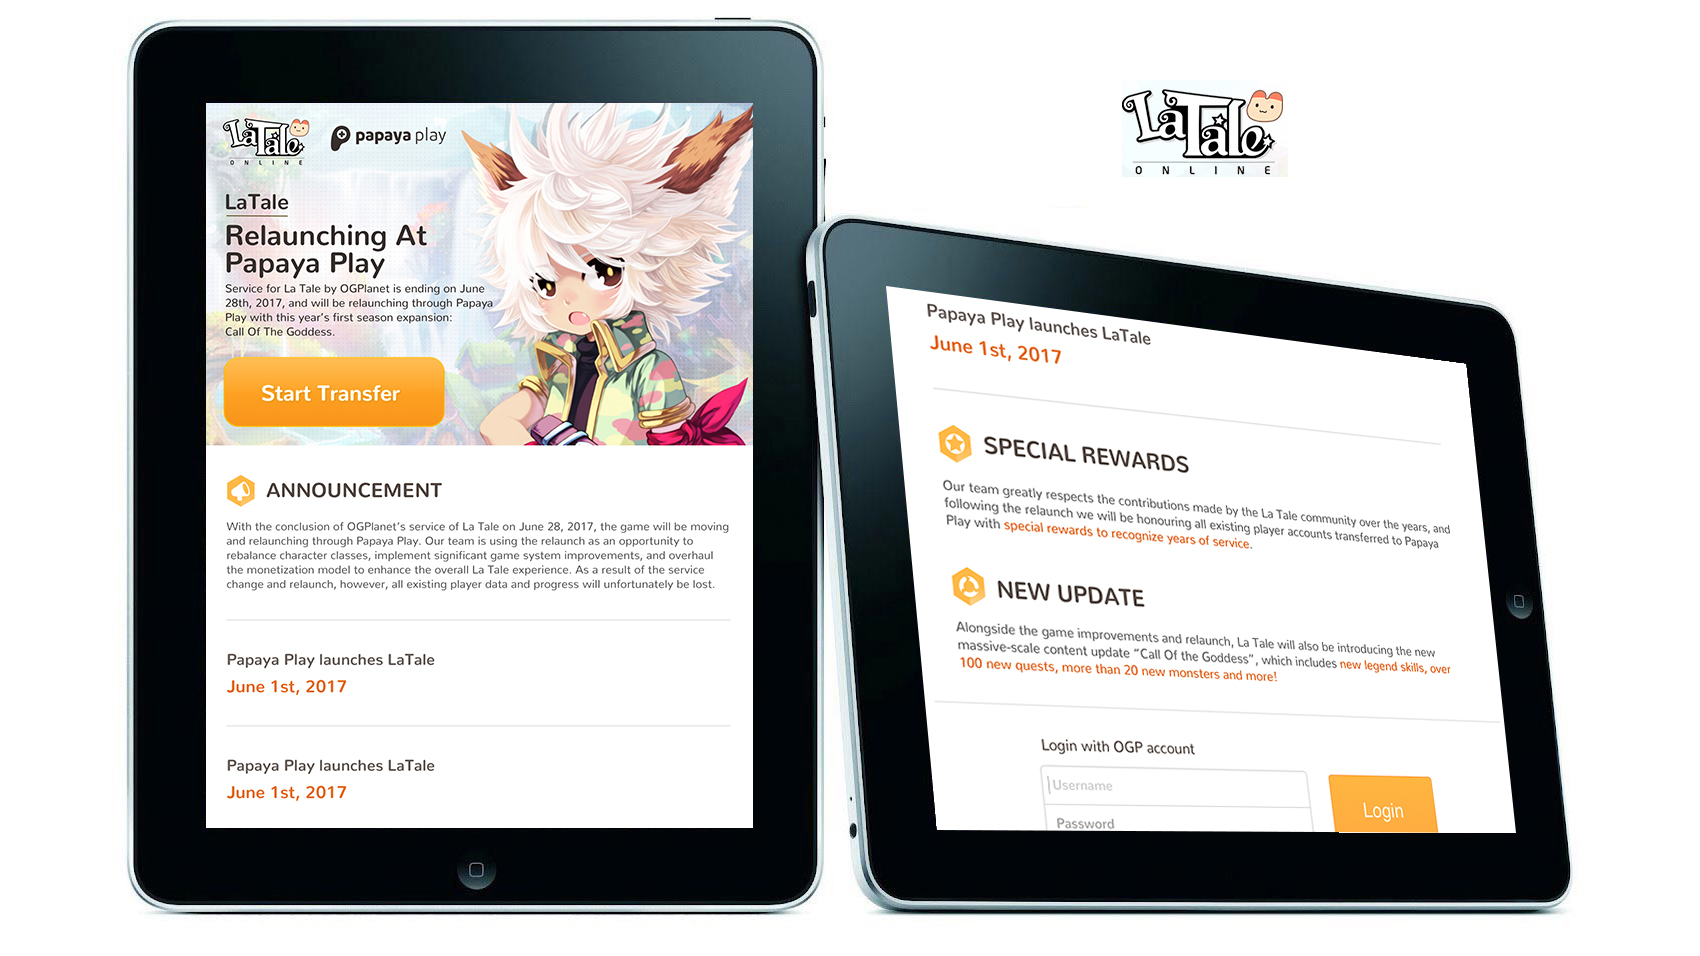 LaTale
ONLINE
papaya play
LaTale
Relaunching At
Papaya Play
Service for La Tale by OGPlanet is ending on June
28th, 2017, and will be relaunching through Papaya
Play with this year's first season expansion:
Call Of The Goddess.
Start Transfer
ANNOUNCEMENT
With the conclusion of OGPlanet's service of La Tale on June 28, 2017, the game will be moving
and relaunching through Papaya Play. Our team is using the relaunch as an opportunity to
rebalance character classes, implement significant game system improvements, and overhaul
the monetization model to enhance the overall La Tale experience. As a result of the service
change and relaunch, however, all existing player data and progress will unfortunately be lost.
Papaya Play launches LaTale
June 1st, 2017
Papaya Play launches LaTale
June 1st, 2017
LaTale
ONLINE
Papaya Play launches LaTale
June 1st, 2017
SPECIAL REWARDS
Our team greatly respects the contributions made by the La Tale community over the years, and
following the relaunch we will be honouring all existing player accounts transferred to Papaya
Play with special rewards to recognize years of service.
NEW UPDATE
Alongside the game improvements and relaunch, La Tale will also be introducing the new
massive-scale content update “Call Of the Goddess”, which includes new legend skills, over
100 new quests, more than 20 new monsters and more!
Login with OGP account
Username
Password
Login